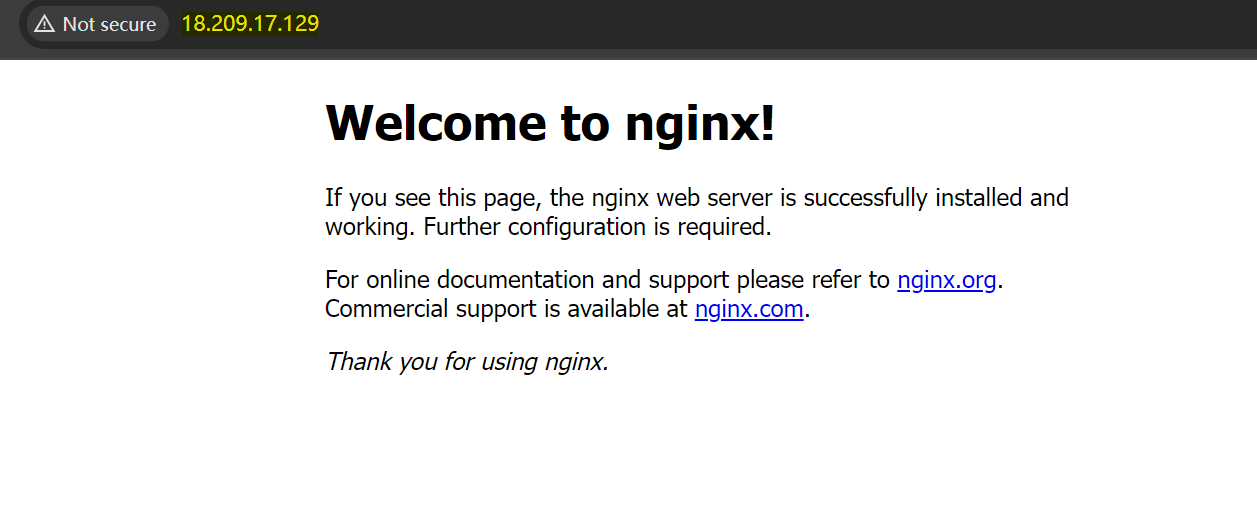 Not secure 18.209.17.129
Welcome to nginx!
If you see this page, the nginx web server is successfully installed and
working. Further configuration is required.
For online documentation and support please refer to nginx.org.
Commercial support is available at nginx.com.
Thank you for using nginx.